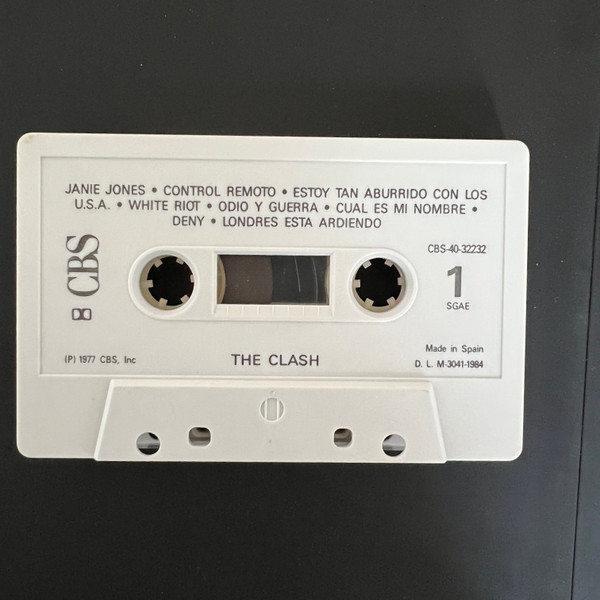 JANIE JONES • CONTROL REMOTO • ESTOY TAN ABURRIDO CON LOS
U.S.A. • WHITE RIOT • ODIO Y GUERRA • CUAL ES MI NOMBRE •
DENY • LONDRES ESTA ARDIENDO
CBS
CBS-40-32232
1
SGAE
(P) 1977 CBS, Inc
THE CLASH
Made in Spain
D. L. M-3041-1984